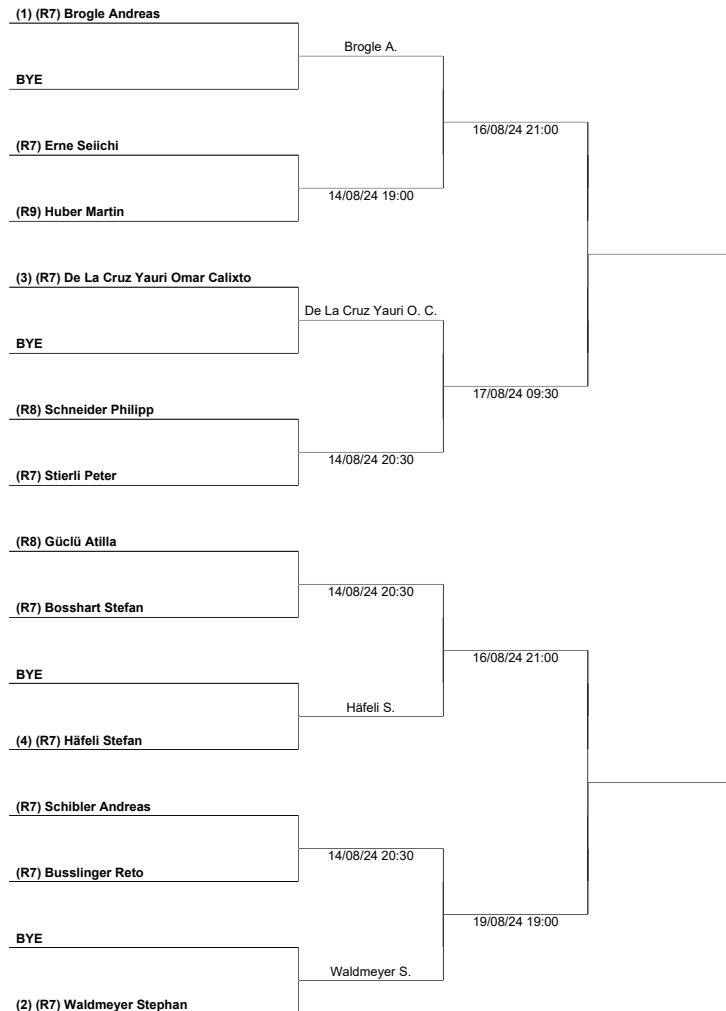 (1) (R7) Brogle Andreas
Brogle A.
BYE
16/08/24 21:00
(R7) Erne Seiichi
14/08/24 19:00
(R9) Huber Martin
(3) (R7) De La Cruz Yauri Omar Calixto
De La Cruz Yauri O. C.
BYE
17/08/24 09:30
(R8) Schneider Philipp
14/08/24 20:30
(R7) Stierli Peter
(R8) Güclü Atilla
14/08/24 20:30
(R7) Bosshart Stefan
16/08/24 21:00
BYE
Häfeli S.
(4) (R7) Häfeli Stefan
(R7) Schibler Andreas
14/08/24 20:30
(R7) Busslinger Reto
19/08/24 19:00
BYE
Waldmeyer S.
(2) (R7) Waldmeyer Stephan